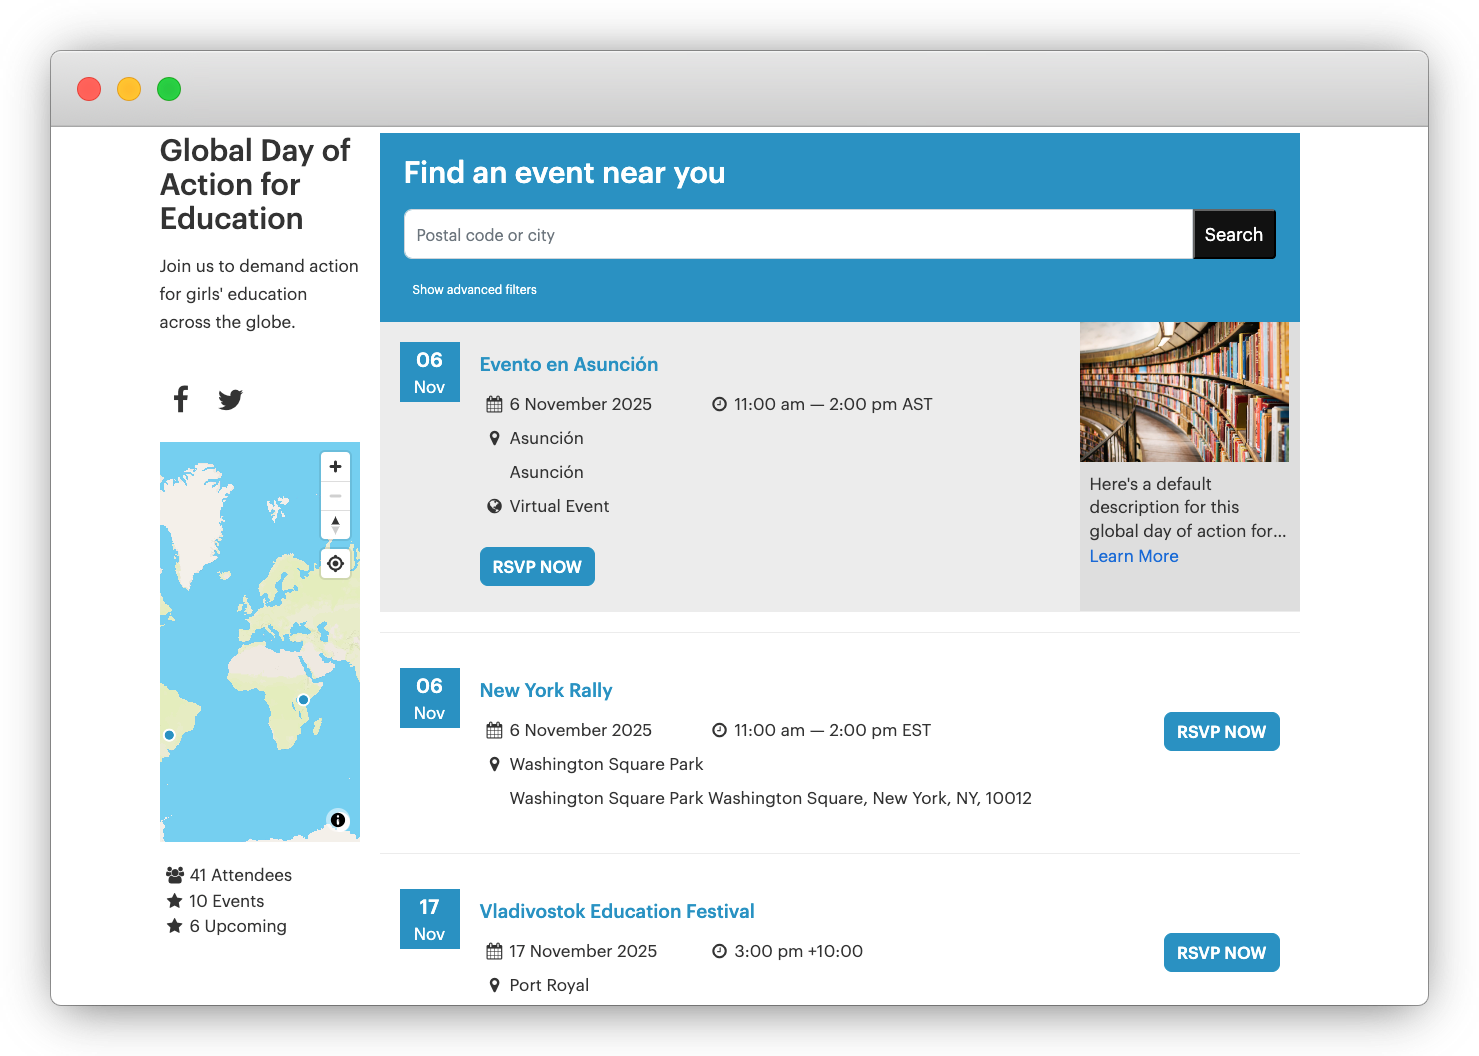 Global Day of
Action for
Education
Join us to demand action
for girls' education
across the globe.
41 Attendees
10 Events
6 Upcoming
Find an event near you
Postal code or city
Search
Show advanced filters
06
Nov
Evento en Asunción
6 November 2025
11:00 am — 2:00 pm AST
Asunción
Asunción
Virtual Event
RSVP NOW
Here's a default
description for this
global day of action for...
Learn More
06
Nov
New York Rally
6 November 2025
11:00 am — 2:00 pm EST
Washington Square Park
Washington Square Park Washington Square, New York, NY, 10012
RSVP NOW
17
Nov
Vladivostok Education Festival
17 November 2025
3:00 pm +10:00
Port Royal
RSVP NOW